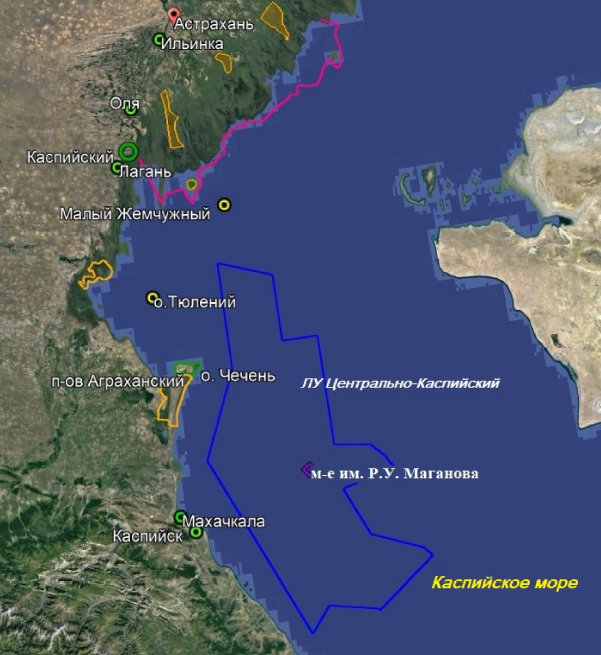 Астрахань
Ильинка
Оля
Каспийский
Лагань
Малый Жемчужный
о.Тюлений
п-ов Аграханский
о. Чечень
ЛУ Центрально-Каспийский
м-е им. Р.У. Маганова
Махачкала
Каспийск
Каспийское море